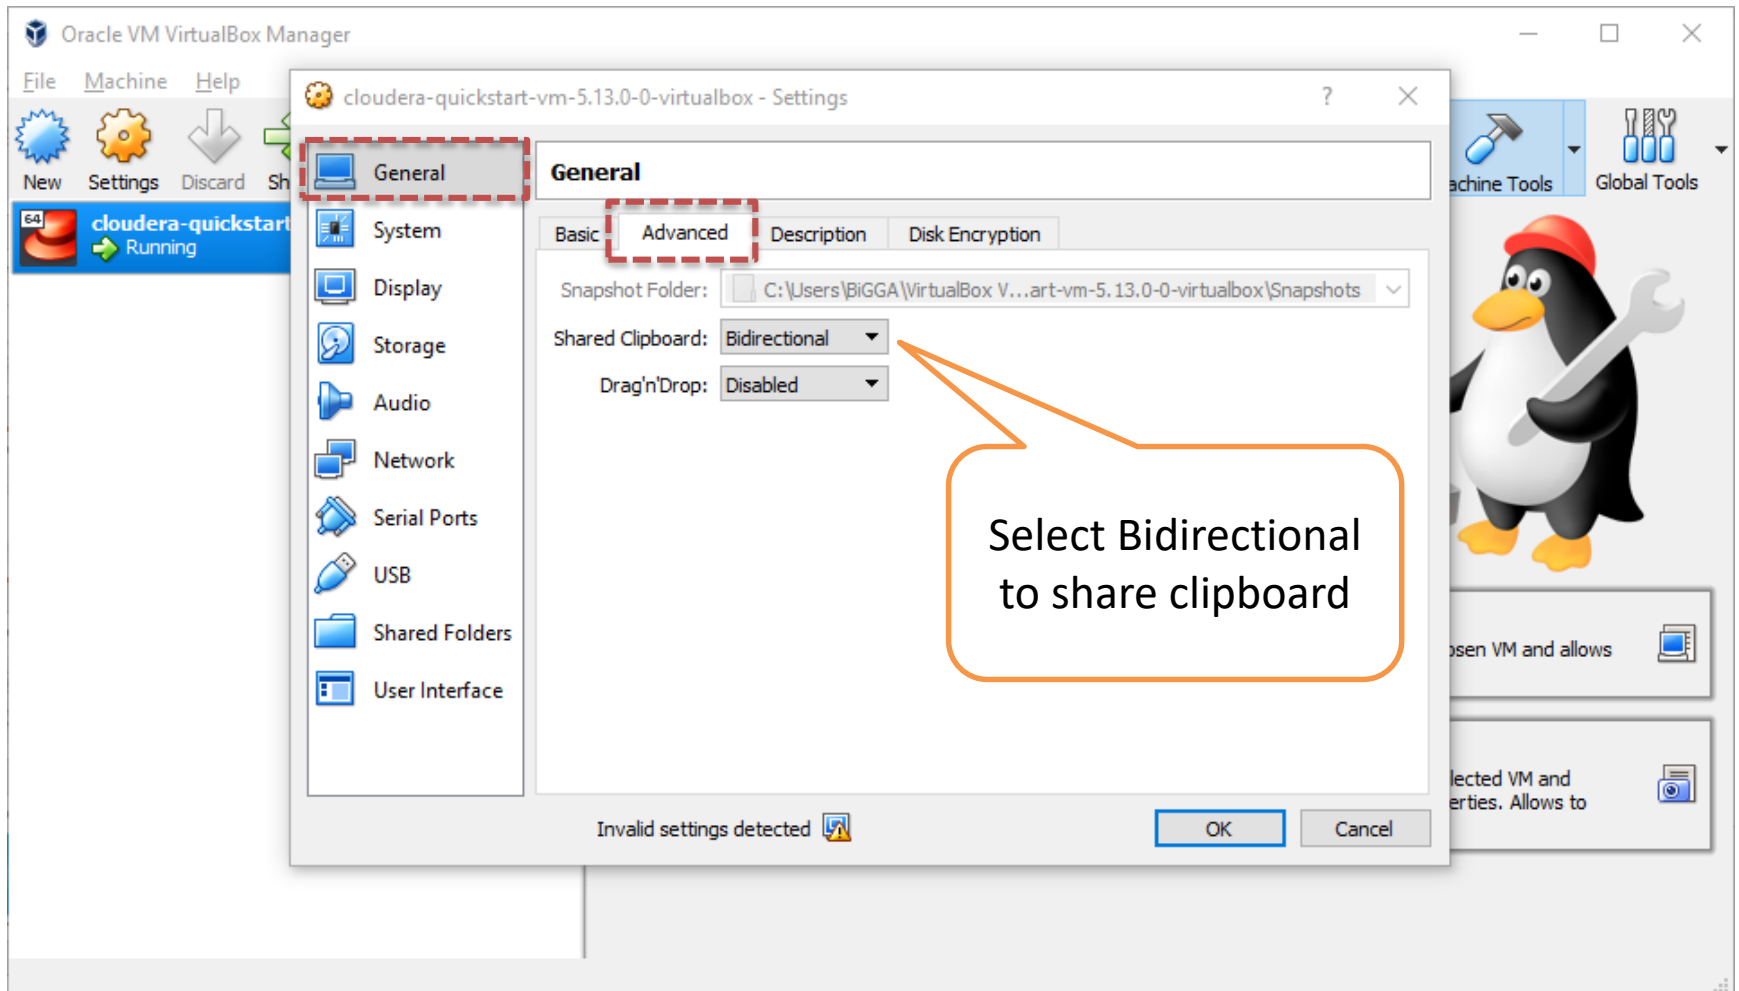 Oracle VM VirtualBox Manager
File Machine Help
cloudera-quickstart-vm-5.13.0-0-virtualbox - Settings
?
New Settings Discard Sh
Machine Tools Global Tools
64
cloudera-quickstart
Running
General
System
Display
Storage
Audio
Network
Serial Ports
USB
Shared Folders
User Interface
General
Basic Advanced Description Disk Encryption
Snapshot Folder: C:\Users\BiGGA\VirtualBox V...art-vm-5.13.0-0-virtualbox\Snapshots
Shared Clipboard: Bidirectional
Drag'n'Drop: Disabled
Select Bidirectional
to share clipboard
osen VM and allows
lected VM and
erties. Allows to
Invalid settings detected
OK Cancel